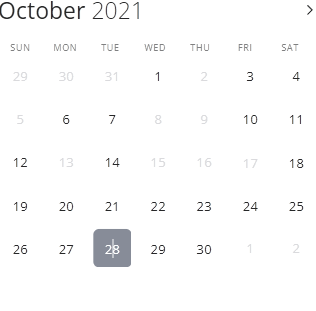 October 2021
SUN MON TUE WED THU FRI SAT
29 30 31 1 2 3 4
5 6 7 8 9 10 11
12 13 14 15 16 17 18
19 20 21 22 23 24 25
26 27 28 29 30 1 2